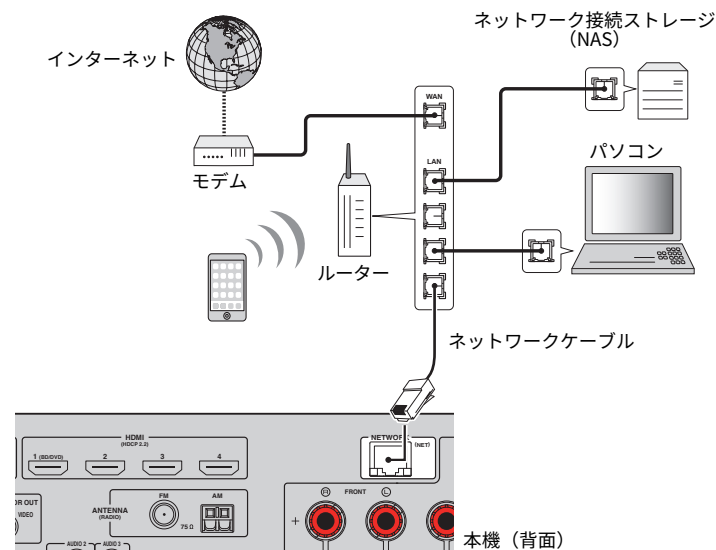 ネットワーク接続ストレージ
（NAS）
インターネット
WAN
パソコン
LAN
モデム
ルーター
ネットワークケーブル
HDMI
(HDCP 2.2)
NETWORK
(NET)
1 (BD/DVD)
2
3
4
OR OUT
VIDEO
ANTENNA
(RADIO)
FM
AM
75 Ω
R
FRONT
L
+
AUDIO 2
AUDIO 3
本機（背面）